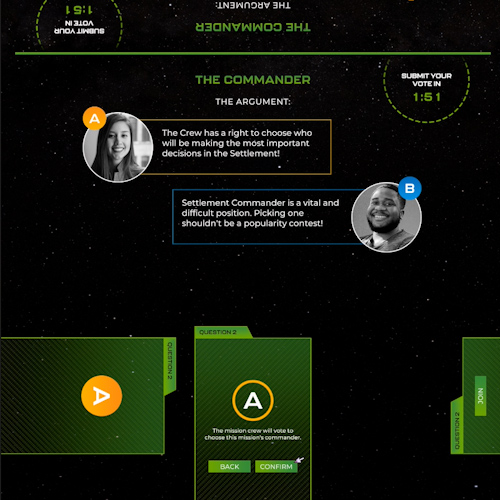 THE ARGUMENT:
THE COMMANDER
SUBMIT YOUR
VOTE IN
1:51
THE COMMANDER
THE ARGUMENT:
SUBMIT YOUR
VOTE IN
1:51
A
The Crew has a right to choose who
will be making the most important
decisions in the Settlement!
B
Settlement Commander is a vital and
difficult position. Picking one
shouldn't be a popularity contest!
QUESTION 2
A
QUESTION 2
A
The mission crew will vote to
choose this mission's commander.
BACK
CONFIRM
QUESTION 2
JOIN